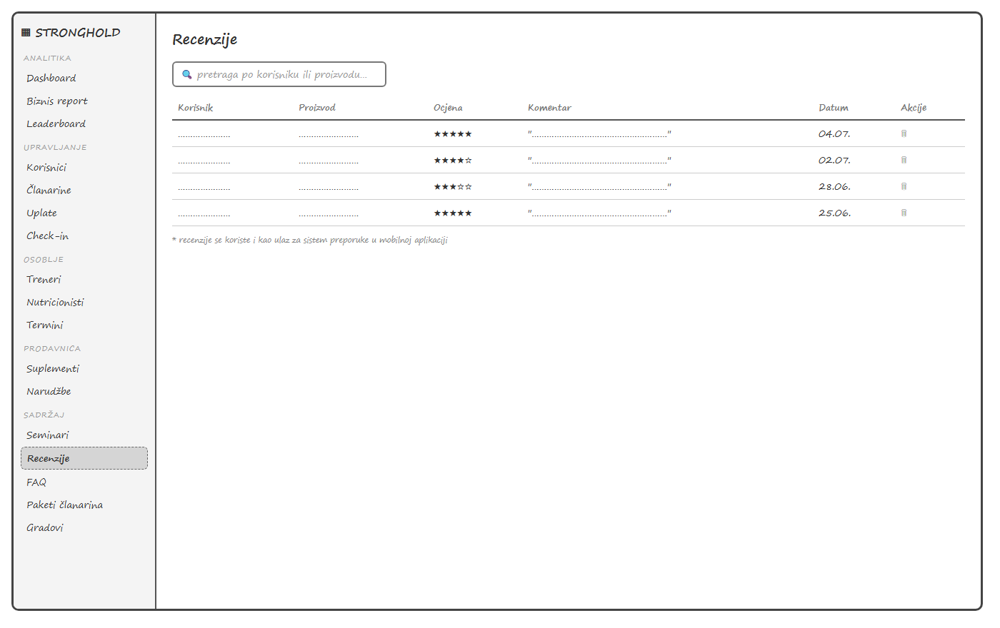 STRONGHOLD
ANALITIKA
Dashboard
Biznis report
Leaderboard
UPRAVLJANJE
Korisnici
Članarine
Uplate
Check-in
OSOBLJE
Treneri
Nutricionisti
Termini
PRODAVNICA
Suplementi
Narudžbe
SADRŽAJ
Seminari
Recenzije
FAQ
Paketi članarina
Gradovi
Recenzije
pretraga po korisniku ili proizvodu...
Korisnik Proizvod Ocjena Komentar Datum Akcije
..................... ........................ ★★★★★ "......................................................" 04.07.
..................... ........................ ★★★★☆ "......................................................" 02.07.
..................... ........................ ★★★☆☆ "......................................................" 28.06.
..................... ........................ ★★★★★ "......................................................" 25.06.
* recenzije se koriste i kao ulaz za sistem preporuke u mobilnoj aplikaciji